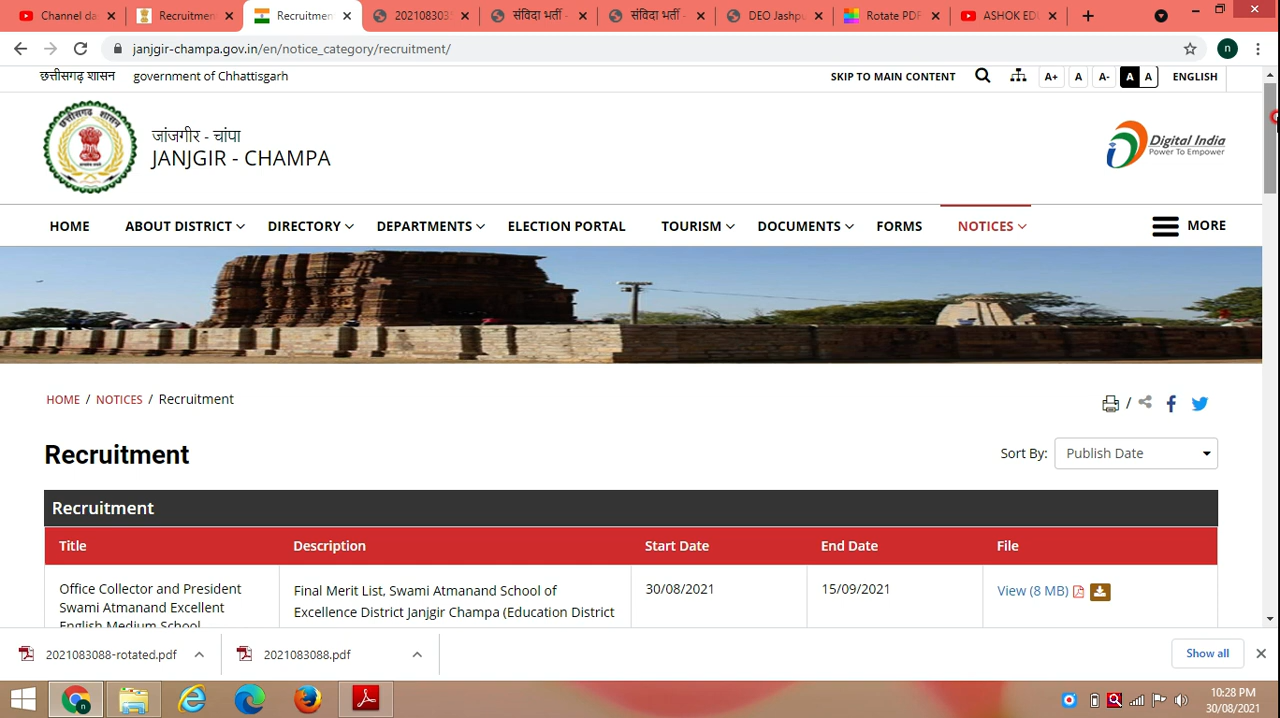 Channel da
Recruitmen
Recruitmen
202108303
संविदा भर्ती -
संविदा भर्ती -
DEO Jashpu
Rotate PDF
ASHOK EDU
janjgir-champa.gov.in/en/notice_category/recruitment/
n
छत्तीसगढ़ शासन government of Chhattisgarh
SKIP TO MAIN CONTENT
A+ A A- A A ENGLISH
जांजगीर - चांपा
JANJGIR - CHAMPA
Digital India
Power To Empower
HOME ABOUT DISTRICT DIRECTORY DEPARTMENTS ELECTION PORTAL TOURISM DOCUMENTS FORMS NOTICES MORE
HOME / NOTICES / Recruitment
/
Recruitment
Sort By: Publish Date
Recruitment
Title Description Start Date End Date File
Office Collector and President
Swami Atmanand Excellent
English Medium School
Final Merit List, Swami Atmanand School of
Excellence District Janjgir Champa (Education District
30/08/2021
15/09/2021
View (8 MB)
2021083088-rotated.pdf
2021083088.pdf
Show all
10:28 PM
30/08/2021